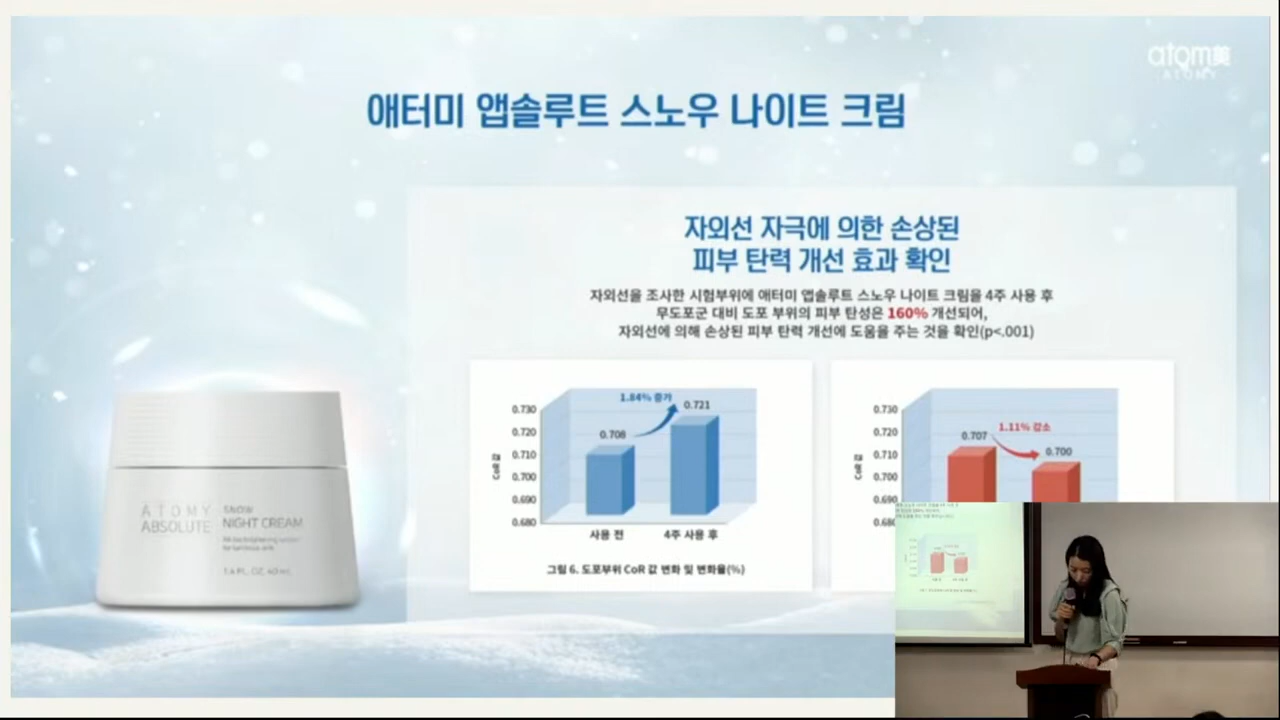 atom美
ATOMY
애터미 앱솔루트 스노우 나이트 크림
자외선 자극에 의한 손상된
피부 탄력 개선 효과 확인
자외선을 조사한 시험부위에 애터미 앱솔루트 스노우 나이트 크림을 4주 사용 후
무도포군 대비 도포 부위의 피부 탄성은 160% 개선되어,
자외선에 의해 손상된 피부 탄력 개선에 도움을 주는 것을 확인(p<.001)
CoR 값
0.730
0.720
0.710
0.700
0.690
0.680
0.708
1.84% 증가
0.721
사용 전
4주 사용 후
그림 6. 도포부위 CoR 값 변화 및 변화율(%)
CoR 값
0.730
0.720
0.710
0.700
0.690
0.68
0.707
1.11% 감소
0.700
ATOMY
ABSOLUTE
SNOW
NIGHT CREAM
1.4 FL. OZ. 40 mL